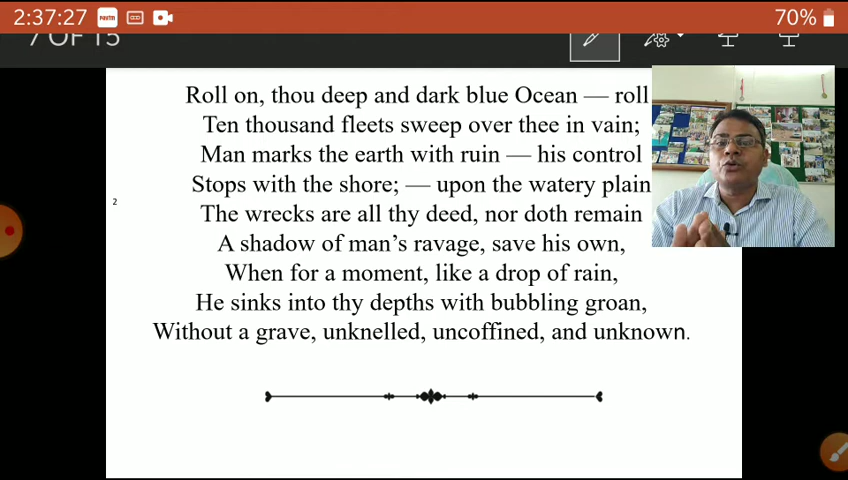 2:37:27 Paytm 70%
7 OF 15
Roll on, thou deep and dark blue Ocean — roll
Ten thousand fleets sweep over thee in vain;
Man marks the earth with ruin — his control
Stops with the shore; — upon the watery plain
2
The wrecks are all thy deed, nor doth remain
A shadow of man's ravage, save his own,
When for a moment, like a drop of rain,
He sinks into thy depths with bubbling groan,
Without a grave, unknelled, uncoffined, and unknown.